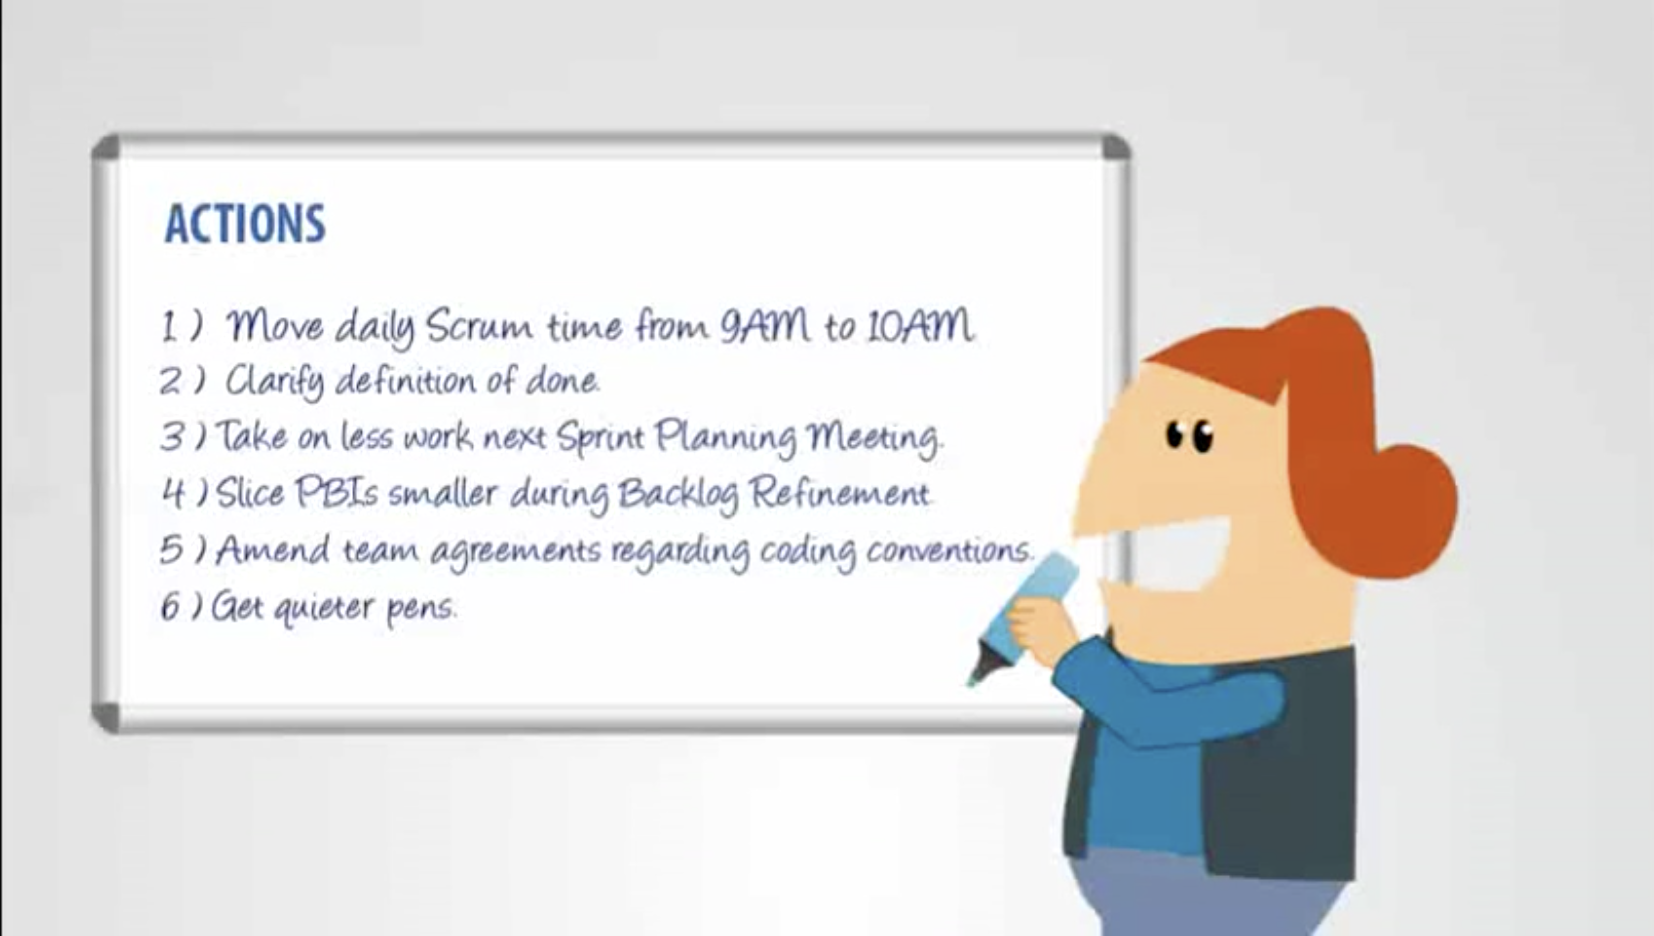 ACTIONS
1) Move daily Scrum time from 9AM to 10AM
2) Clarify definition of done.
3) Take on less work next Sprint Planning Meeting.
4) Slice PBIs smaller during Backlog Refinement
5) Amend team agreements regarding coding conventions.
6) Get quieter pens.